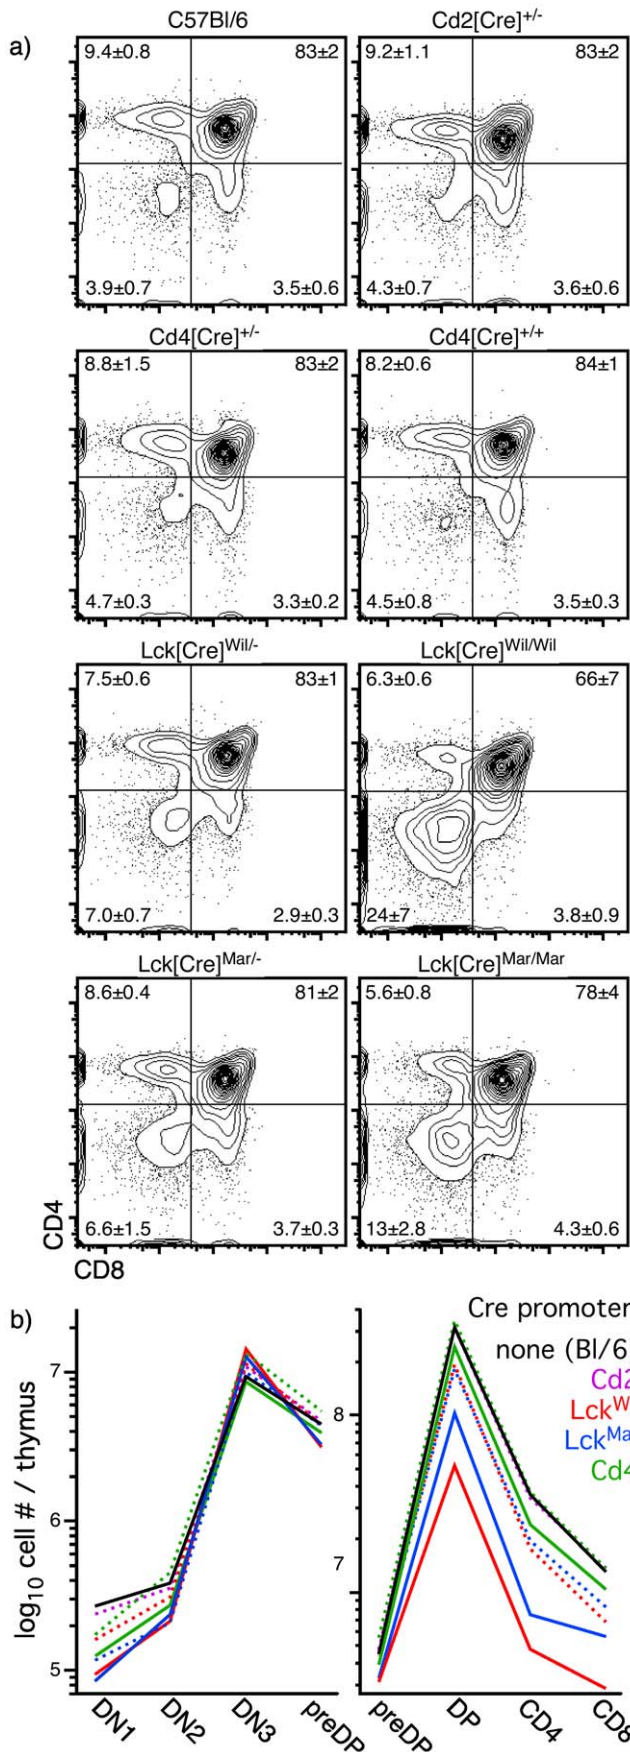 a)
C57Bl/6
Cd2[Cre]+/-
9.4±0.8
83±2
9.2±1.1
83±2
3.9±0.7
3.5±0.6
4.3±0.7
3.6±0.6
Cd4[Cre]+/-
Cd4[Cre]+/+
8.8±1.5
83±2
8.2±0.6
84±1
4.7±0.3
3.3±0.2
4.5±0.8
3.5±0.3
Lck[Cre]Wil/-
Lck[Cre]Wil/Wil
7.5±0.6
83±1
6.3±0.6
66±7
7.0±0.7
2.9±0.3
24±7
3.8±0.9
Lck[Cre]Mar/-
Lck[Cre]Mar/Mar
8.6±0.4
81±2
5.6±0.8
78±4
6.6±1.5
3.7±0.3
13±2.8
4.3±0.6
CD4
CD8
b)
log10 cell # / thymus
7
6
5
DN1
DN2
DN3
preDP
Cre promoter
none (Bl/6
Cd2
LckW
LckMa
Cd4
8
7
preDP
DP
CD4
CD8